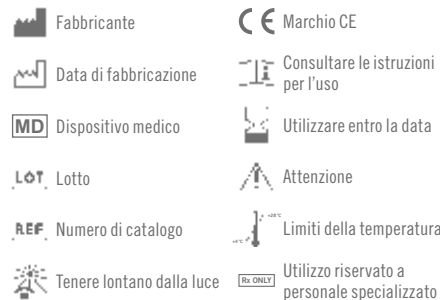 Fabbricante
CE Marchio CE
Data di fabbricazione
Consultare le istruzioni
per l'uso
MD Dispositivo medico
Utilizzare entro la data
LOT Lotto
Attenzione
REF Numero di catalogo
Limiti della temperatura
Tenere lontano dalla luce
Rx ONLY Utilizzo riservato a
personale specializzato